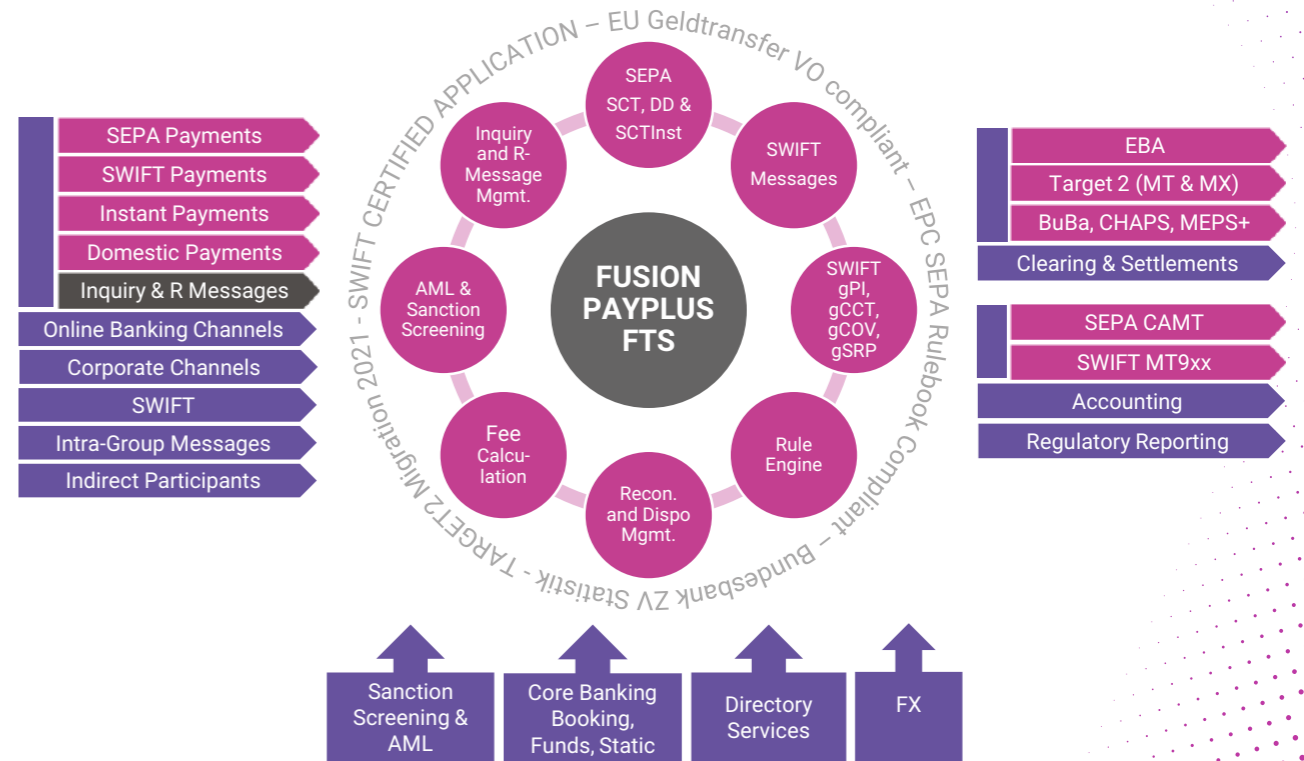 SWIFT CERTIFIED APPLICATION – EU Geldtransfer VO compliant – EPC SEPA Rulebook Compliant – Bundesbank ZV Statistik - TARGET2 Migration 2021 -
SEPA Payments
SWIFT Payments
Instant Payments
Domestic Payments
Inquiry & R Messages
Online Banking Channels
Corporate Channels
SWIFT
Intra-Group Messages
Indirect Participants
SEPA
SCT, DD &
SCTInst
SWIFT
Messages
SWIFT
gPI,
gCCT,
gCOV,
gSRP
Rule
Engine
Recon.
and Dispo
Mgmt.
Fee
Calcu-
lation
AML &
Sanction
Screening
Inquiry
and R-
Message
Mgmt.
FUSION
PAYPLUS
FTS
EBA
Target 2 (MT & MX)
BuBa, CHAPS, MEPS+
Clearing & Settlements
SEPA CAMT
SWIFT MT9xx
Accounting
Regulatory Reporting
Sanction
Screening &
AML
Core Banking
Booking,
Funds, Static
Directory
Services
FX